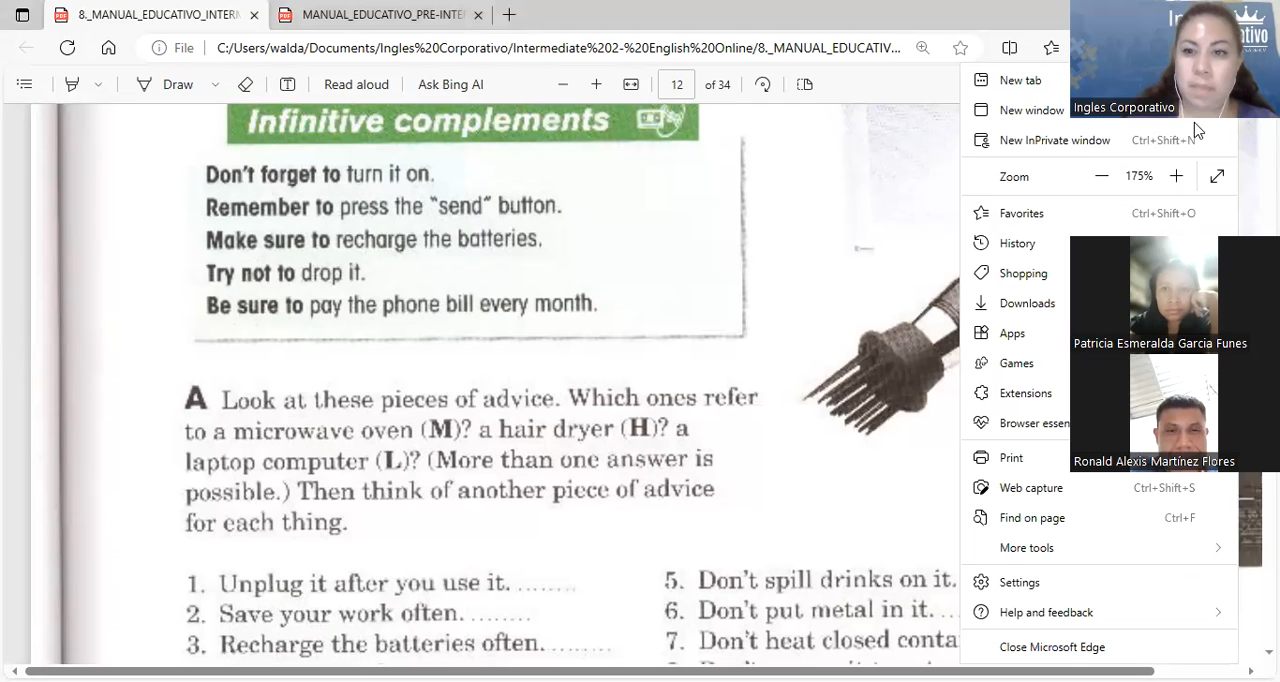 8._MANUAL_EDUCATIVO_INTERN
MANUAL_EDUCATIVO_PRE-INTER
File
C:/Users/walda/Documents/Ingles%20Corporativo/Intermediate%202-%20English%20Online/8._MANUAL_EDUCATIV...
Draw
Read aloud
Ask Bing AI
12
of 34
Infinitive complements
Don't forget to turn it on.
Remember to press the "send" button.
Make sure to recharge the batteries.
Try not to drop it.
Be sure to pay the phone bill every month.
A Look at these pieces of advice. Which ones refer
to a microwave oven (M)? a hair dryer (H)? a
laptop computer (L)? (More than one answer is
possible.) Then think of another piece of advice
for each thing.
1. Unplug it after you use it. ........
2. Save your work often. ........
3. Recharge the batteries often. .........
5. Don't spill drinks on it.
6. Don't put metal in it. ...
7. Don't heat closed conta
New tab
New window
New InPrivate window Ctrl+Shift+N
Zoom 175%
Favorites Ctrl+Shift+O
History
Shopping
Downloads
Apps
Games
Extensions
Browser essen
Print
Web capture Ctrl+Shift+S
Find on page Ctrl+F
More tools
Settings
Help and feedback
Close Microsoft Edge
In
ativo
Ingles Corporativo
Patricia Esmeralda Garcia Funes
Ronald Alexis Martínez Flores